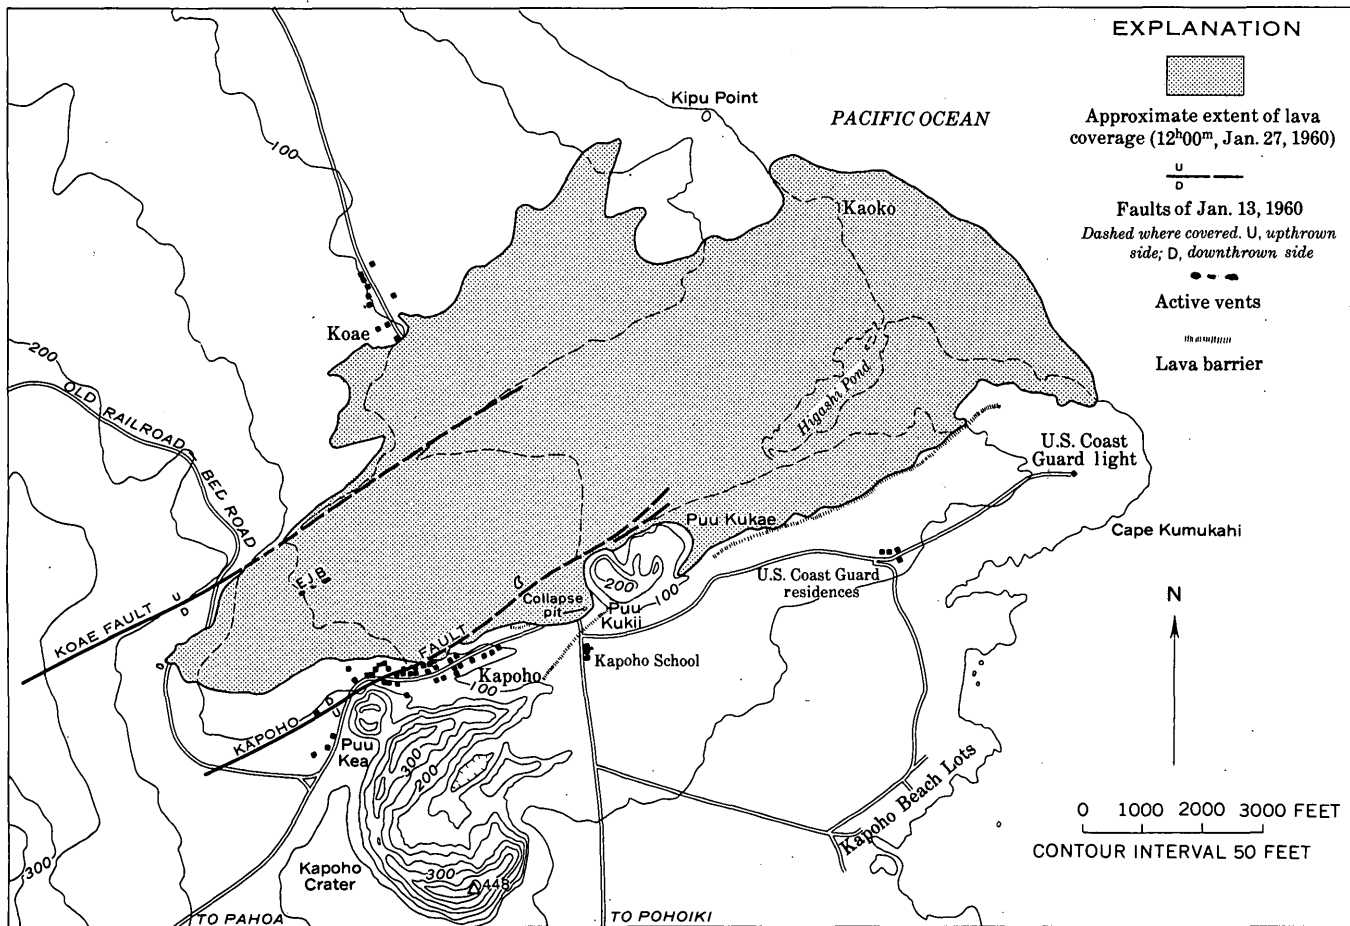 EXPLANATION
Approximate extent of lava
coverage (12ʰ00ᵐ, Jan. 27, 1960)
U
D
Faults of Jan. 13, 1960
Dashed where covered. U, upthrown
side; D, downthrown side
Active vents
Lava barrier
Kipu Point
PACIFIC OCEAN
100
Kaoko
Koae
200
OLD RAILROAD BED ROAD
Higashi Pond
U.S. Coast
Guard light
Cape Kumukahi
Puu Kukae
U.S. Coast Guard
residences
200
100
Puu
Kukii
Collapse
pit
Kapoho School
KOAE FAULT
U
D
KAPOHO FAULT
D
U
Kapoho
100
Puu
Kea
300
200
Kapoho
Crater
300
448
300
Kapoho Beach Lots
N
0 1000 2000 3000 FEET
CONTOUR INTERVAL 50 FEET
TO PAHOA
TO POHOIKI